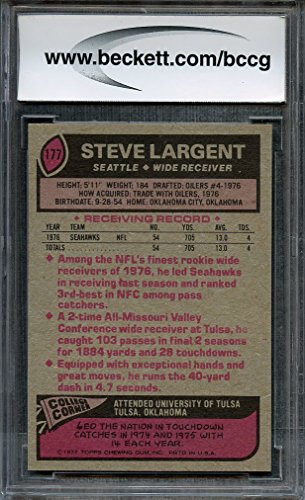 www.beckett.com/bccg
177
STEVE LARGENT
SEATTLE ♦ WIDE RECEIVER
HEIGHT: 5'11" WEIGHT: 184 DRAFTED: OILERS #4-1976
HOW ACQUIRED: TRADE WITH OILERS, 1976
BIRTHDATE: 9-28-54 HOME: OKLAHOMA CITY, OKLAHOMA
♦ RECEIVING RECORD ♦
YEAR TEAM NO. YDS. AVG. TDS.
1976 SEAHAWKS NFL 54 705 13.0 4
TOTALS 54 705 13.0 4
♦ Among the NFL's finest rookie wide
receivers of 1976, he led Seahawks
in receiving last season and ranked
3rd-best in NFC among pass
catchers.
♦ A 2-time All-Missouri Valley
Conference wide receiver at Tulsa, he
caught 103 passes in final 2 seasons
for 1884 yards and 28 touchdowns.
♦ Equipped with exceptional hands and
great moves, he runs the 40-yard
dash in 4.7 seconds.
COLLEGE CORNER
ATTENDED UNIVERSITY OF TULSA
TULSA, OKLAHOMA
LED THE NATION IN TOUCHDOWN
CATCHES IN 1974 AND 1975 WITH
14 EACH YEAR.
© 1977 TOPPS CHEWING GUM, INC. PRTD IN U.S.A.